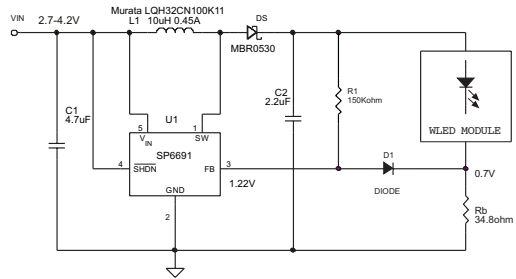 Murata LQH32CN100K11
VIN
2.7-4.2V
L1
10uH 0.45A
DS
MBR0530
C1
4.7uF
U1
C2
2.2uF
R1
150Kohm
5
1
VIN
SW
SP6691
4
SHDN
FB
3
1.22V
GND
2
D1
DIODE
WLED MODULE
0.7V
Rb
34.8ohm